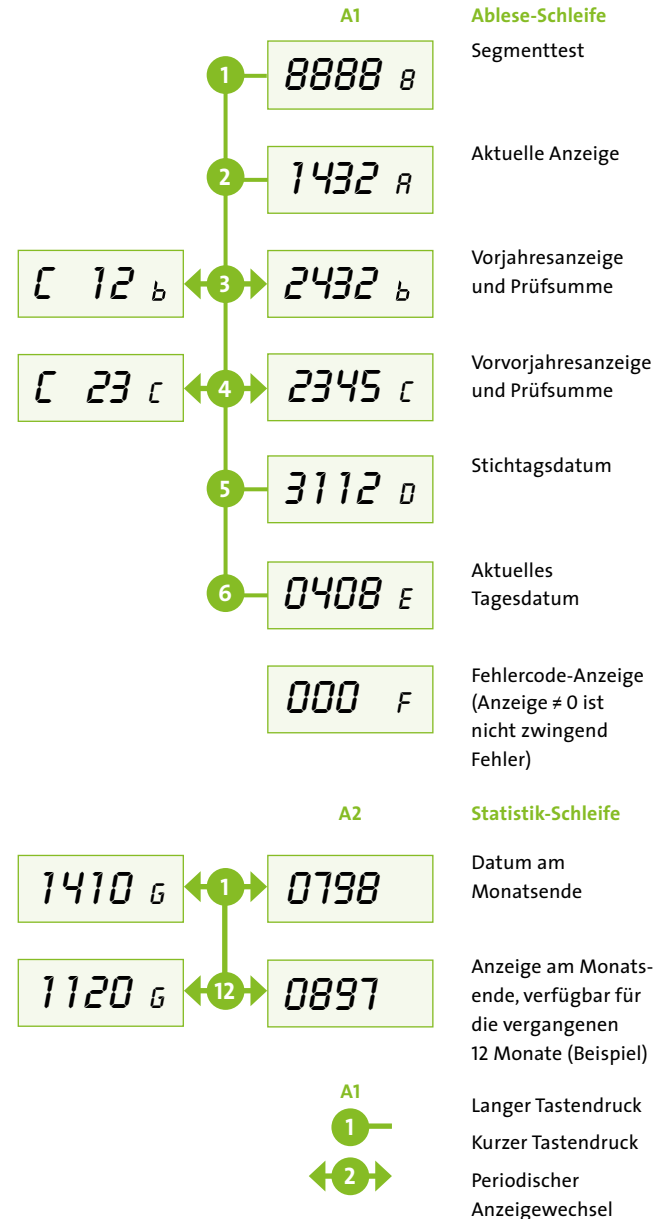 A1 Ablese-Schleife
1 8888 8 Segmenttest
2 1432 A Aktuelle Anzeige
C 12 b 3 2432 b Vorjahresanzeige
und Prüfsumme
C 23 C 4 2345 C Vorvorjahresanzeige
und Prüfsumme
5 3112 D Stichtagsdatum
6 0408 E Aktuelles
Tagesdatum
000 F Fehlercode-Anzeige
(Anzeige ≠ 0 ist
nicht zwingend
Fehler)
A2 Statistik-Schleife
1410 G 1 0798 Datum am
Monatsende
1120 G 12 0897 Anzeige am Monats-
ende, verfügbar für
die vergangenen
12 Monate (Beispiel)
A1 Langer Tastendruck
1 Kurzer Tastendruck
2 Periodischer
Anzeigewechsel